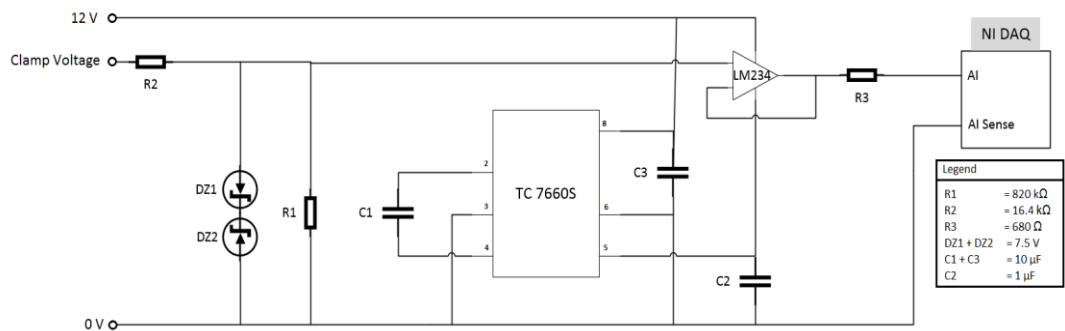 12 V
NI DAQ
Clamp Voltage
R2
LM234
R3
AI
AI Sense
8
2
C3
DZ1
R1
C1
TC 7660S
3
6
DZ2
4
5
C2
0 V
Legend
R1 = 820 kΩ
R2 = 16.4 kΩ
R3 = 680 Ω
DZ1 + DZ2 = 7.5 V
C1 + C3 = 10 µF
C2 = 1 µF